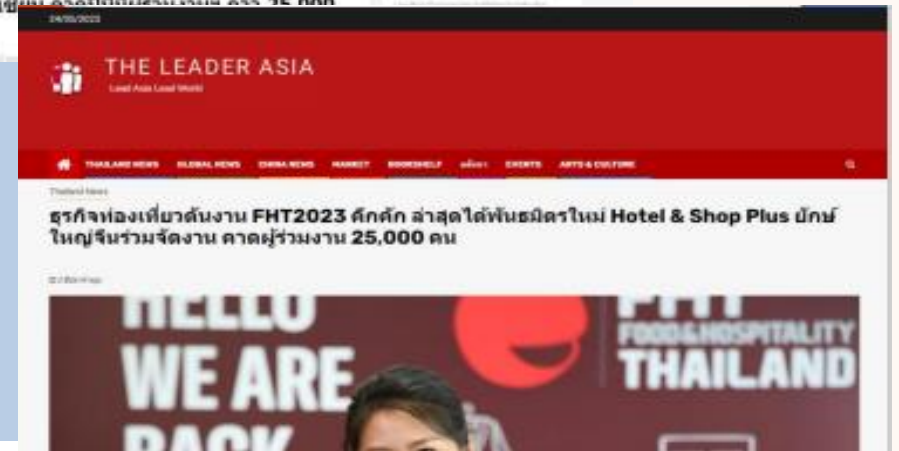 24/05/2023
THE LEADER ASIA
Lead Asia Lead World
THAILAND NEWS GLOBAL NEWS CHINA NEWS MARKET BOOKSHELF EVENTS ARTS & CULTURE
Thailand News
ธุรกิจท่องเที่ยวดันงาน FHT2023 คึกคัก ล่าสุดได้พันธมิตรใหม่ Hotel & Shop Plus ยักษ์
ใหญ่จีนร่วมจัดงาน คาดผู้ร่วมงาน 25,000 คน
HELLO
WE ARE
BACK
FHT
FOOD&HOSPITALITY
THAILAND